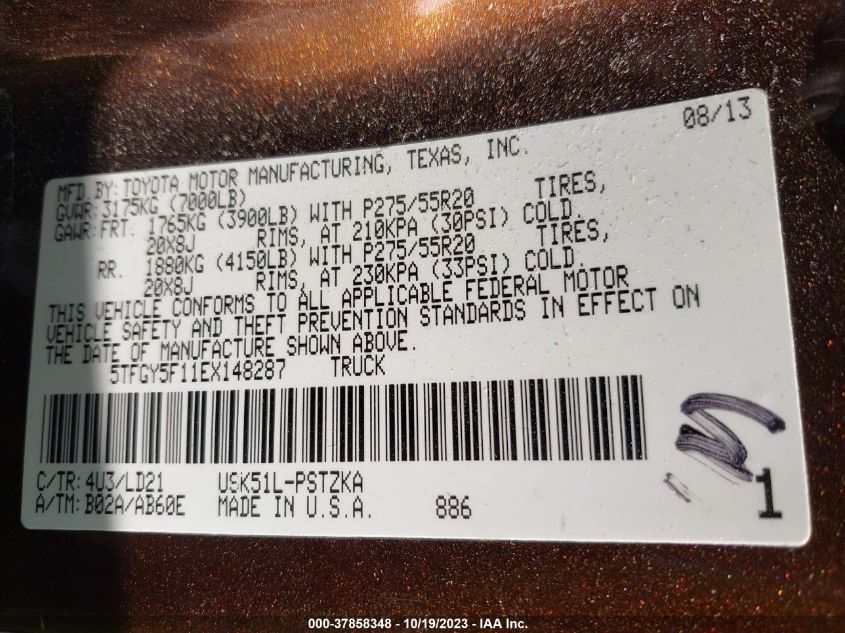 08/13
MFD BY: TOYOTA MOTOR MANUFACTURING, TEXAS, INC.
GVWR: 3175KG (7000LB)
GAWR: FRT. 1765KG (3900LB) WITH P275/55R20 TIRES,
20X8J RIMS, AT 210KPA (30PSI) COLD.
RR. 1880KG (4150LB) WITH P275/55R20 TIRES,
20X8J RIMS, AT 230KPA (33PSI) COLD.
THIS VEHICLE CONFORMS TO ALL APPLICABLE FEDERAL MOTOR
VEHICLE SAFETY AND THEFT PREVENTION STANDARDS IN EFFECT ON
THE DATE OF MANUFACTURE SHOWN ABOVE.
5TFGY5F11EX148287 TRUCK
C/TR: 4U3/LD21 USK51L-PSTZKA
A/TM: B02A/AB60E MADE IN U.S.A. 886
1
000-37858348 - 10/19/2023 - IAA Inc.